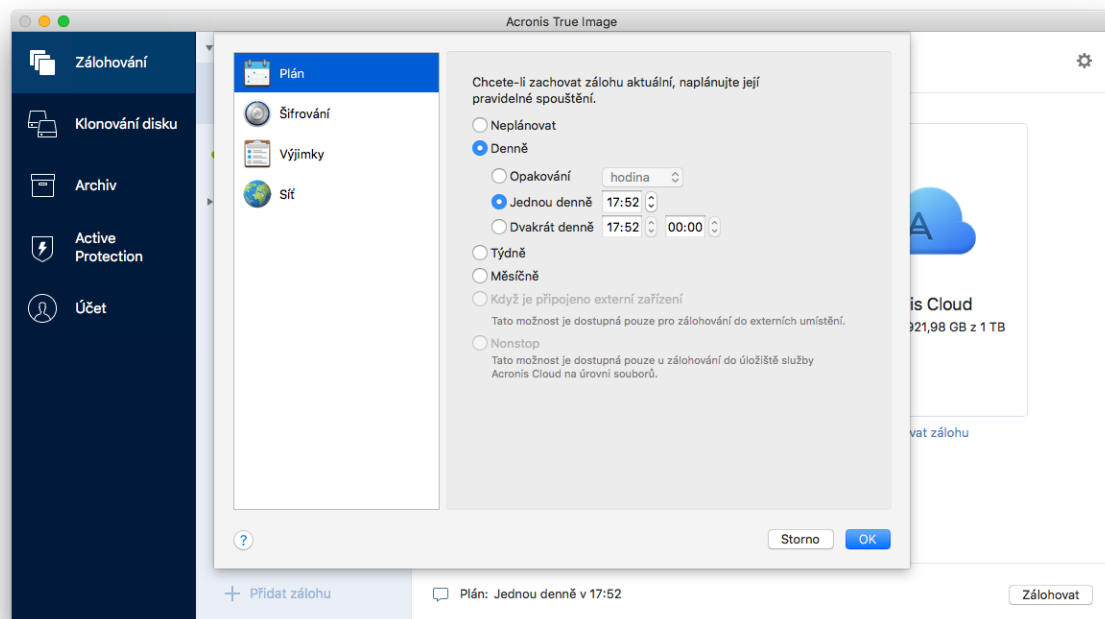 Acronis True Image
Zálohování
Klonování disku
Archiv
Active
Protection
Účet
Plán
Šifrování
Výjimky
Síť
Chcete-li zachovat zálohu aktuální, naplánujte její
pravidelné spouštění.
Neplánovat
Denně
Opakování hodina
Jednou denně 17:52
Dvakrát denně 17:52 00:00
Týdně
Měsíčně
Když je připojeno externí zařízení
Tato možnost je dostupná pouze pro zálohování do externích umístění.
Nonstop
Tato možnost je dostupná pouze u zálohování do úložiště služby
Acronis Cloud na úrovni souborů.
?
Storno
OK
is Cloud
921,98 GB z 1 TB
vat zálohu
Přidat zálohu
Plán: Jednou denně v 17:52
Zálohovat